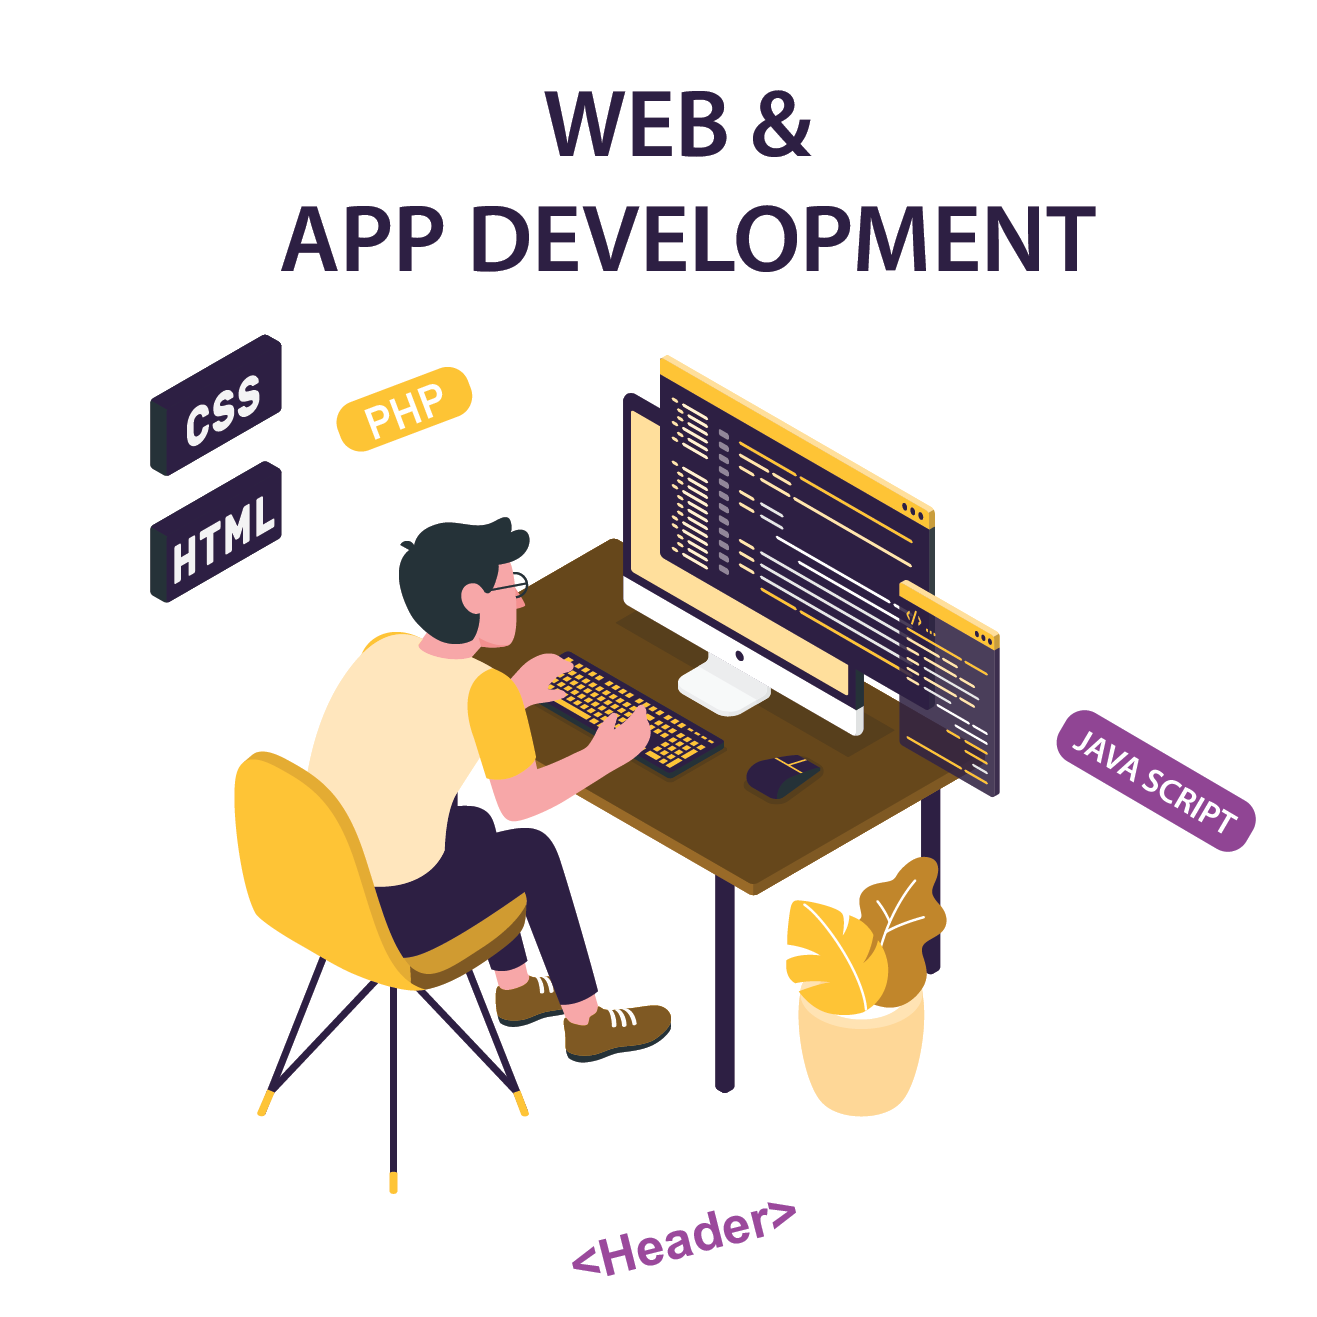 WEB &
APP DEVELOPMENT
CSS
PHP
HTML
</>
JAVA SCRIPT
<Header>